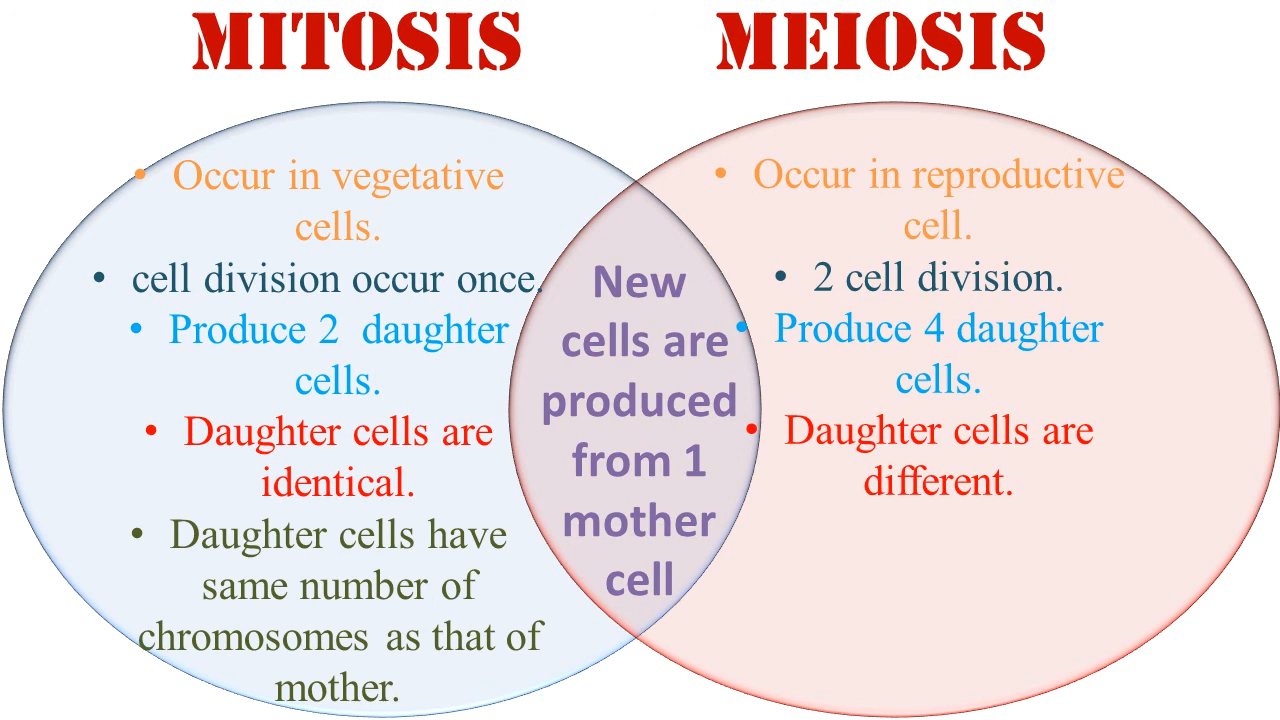 MITOSIS
MEIOSIS
• Occur in vegetative
cells.
• cell division occur once.
• Produce 2 daughter
cells.
• Daughter cells are
identical.
• Daughter cells have
same number of
chromosomes as that of
mother.
New
cells are
produced
from 1
mother
cell
• Occur in reproductive
cell.
• 2 cell division.
• Produce 4 daughter
cells.
• Daughter cells are
different.